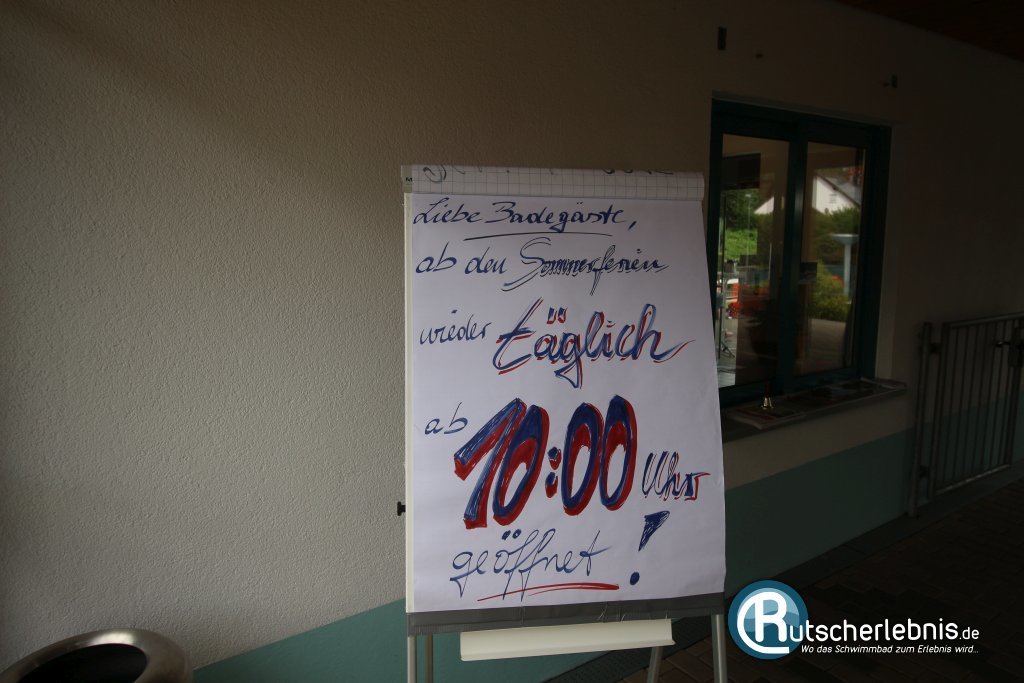 Liebe Badegäste,
ab den Sommerferien
wieder täglich
ab 10:00 Uhr
geöffnet !
Rutscherlebnis.de
Wo das Schwimmbad zum Erlebnis wird...